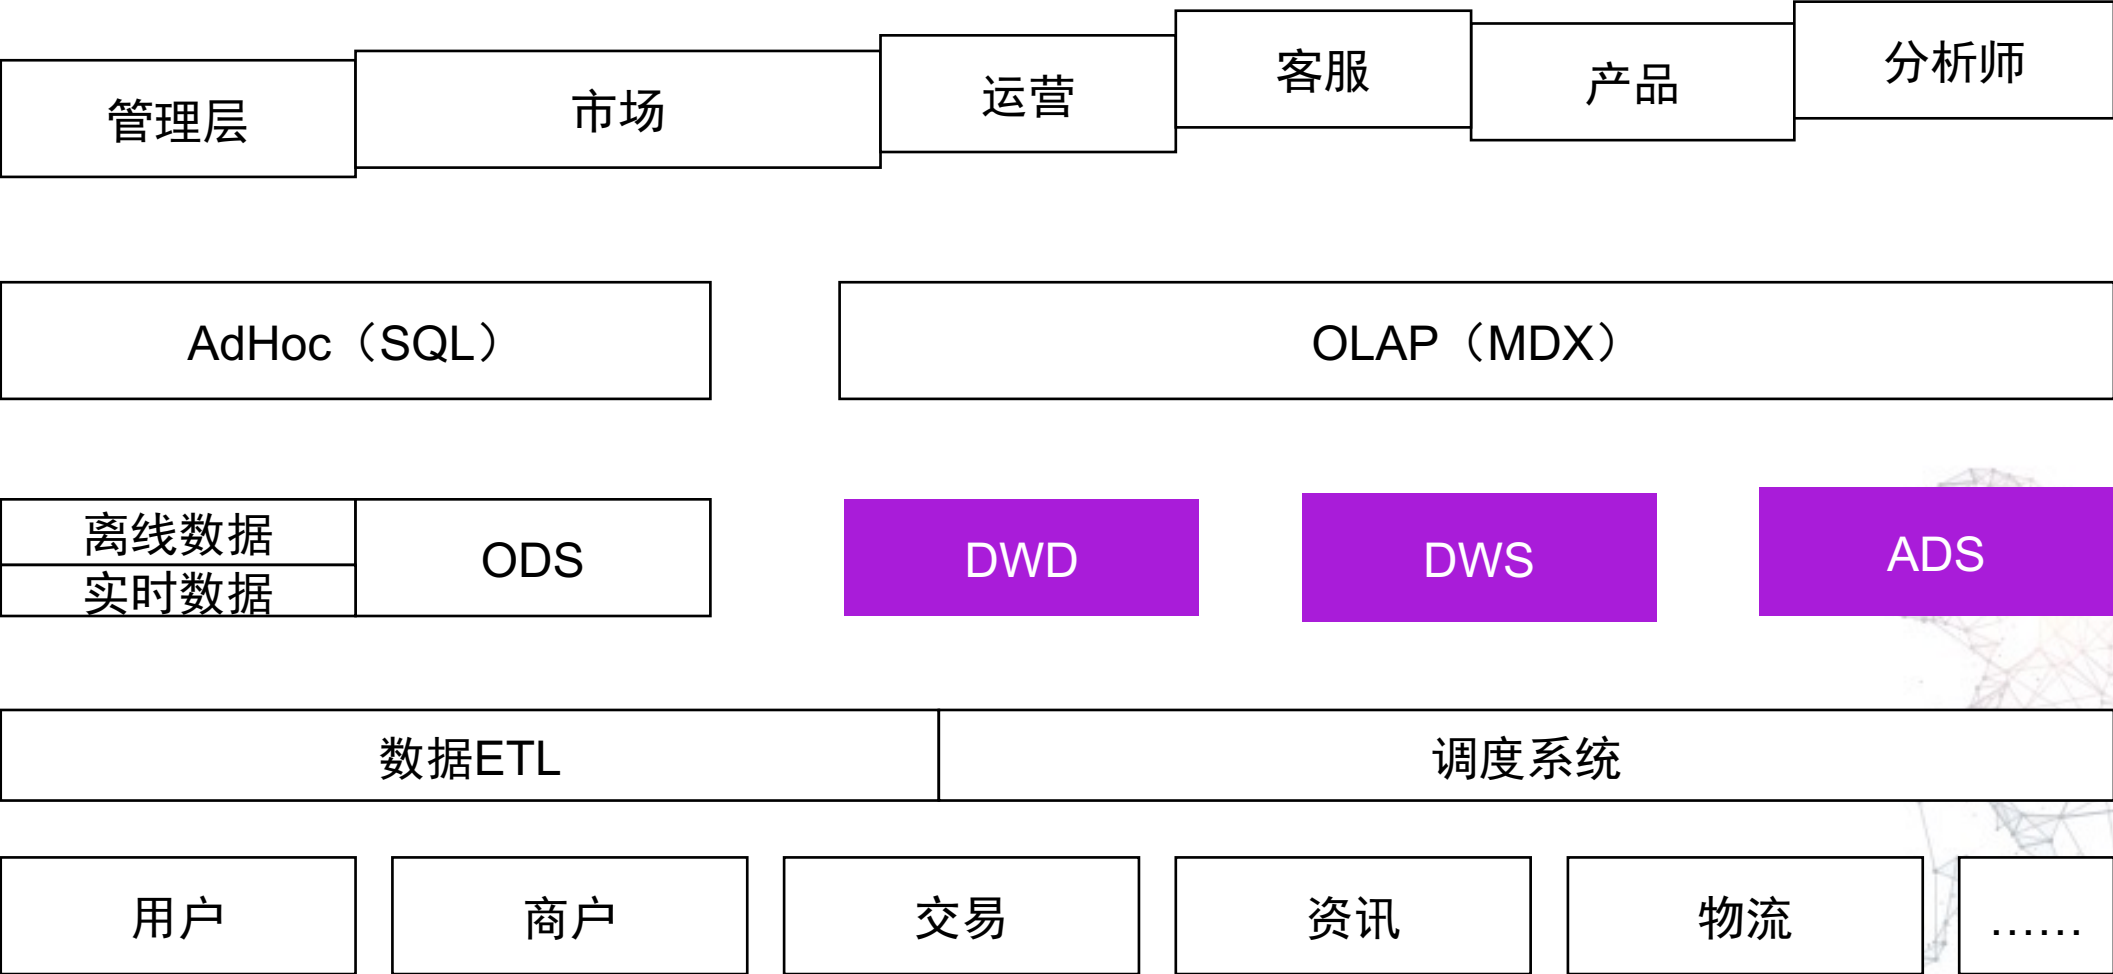 管理层
市场
运营
客服
产品
分析师
AdHoc（SQL）
OLAP（MDX）
离线数据
实时数据
ODS
DWD
DWS
ADS
数据ETL
调度系统
用户
商户
交易
资讯
物流
……